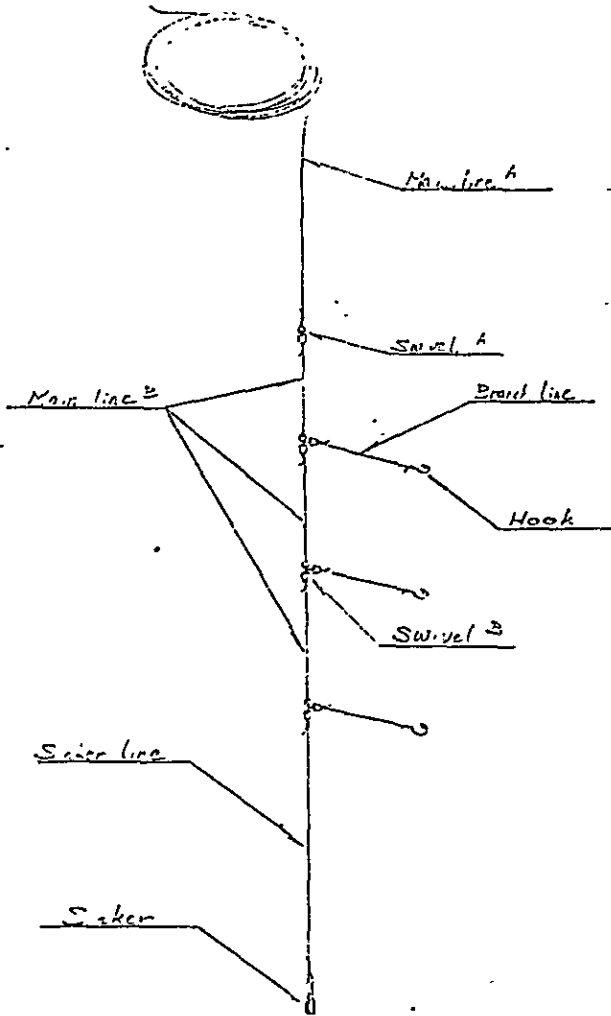 Main line A
Swivel A
Main line B
Branch line
Hook
Swivel B
Sinker line
Sinker